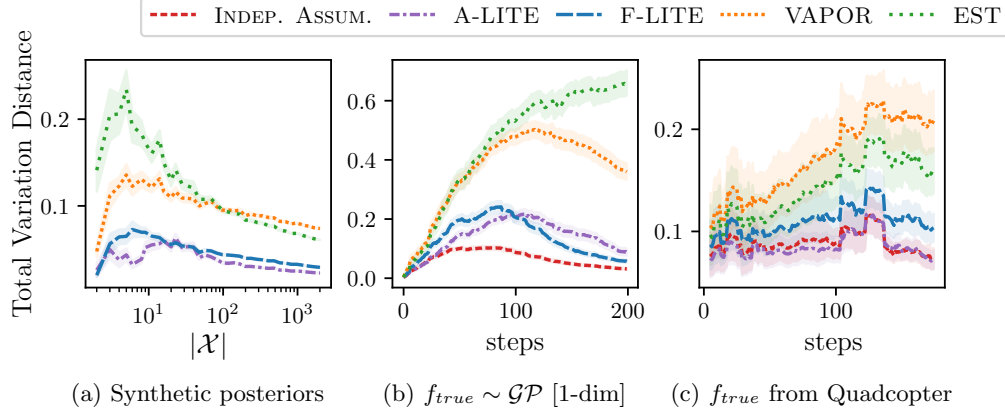 INDEP. ASSUM. A-LITE F-LITE VAPOR EST
Total Variation Distance
0.2
0.1
10¹ 10² 10³
|𝒳|
(a) Synthetic posteriors
0.6
0.4
0.2
0.0
0 100 200
steps
(b) f_true ∼ 𝒢𝒫 [1-dim]
0.2
0.1
0 100
steps
(c) f_true from Quadcopter